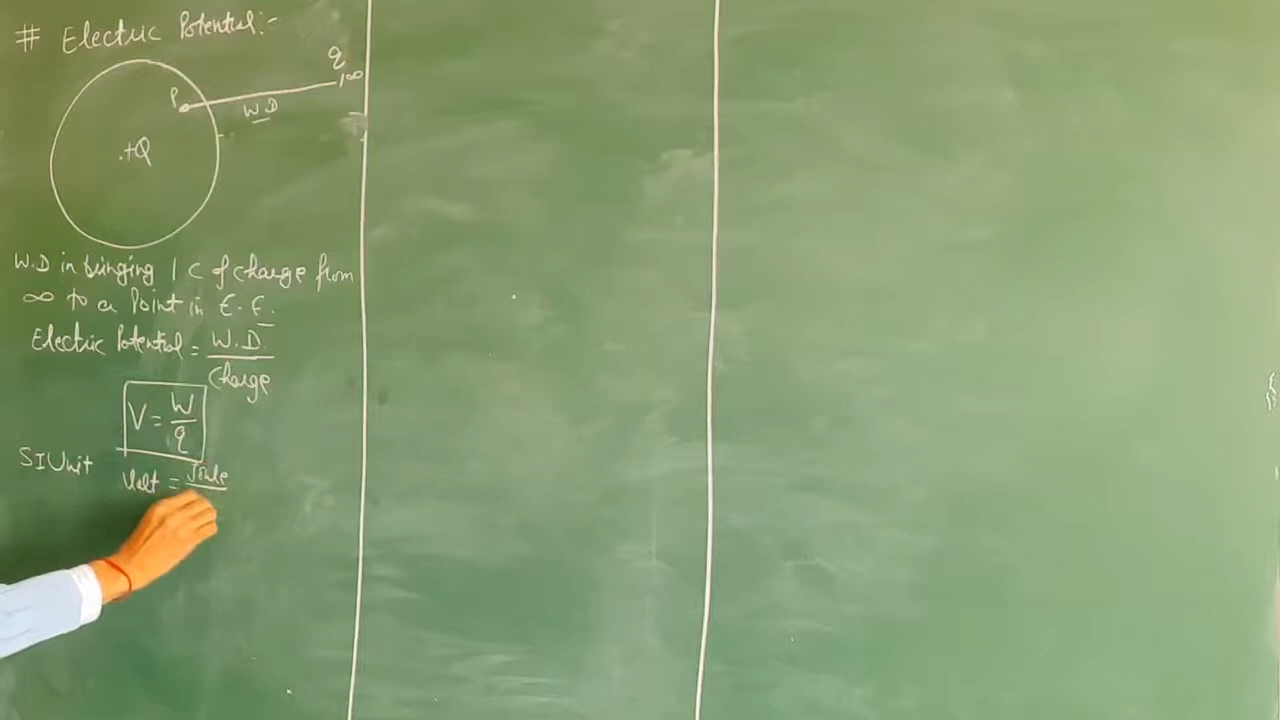 # Electric Potential:-
q
P
∞
W D
.+Q
W.D in bringing 1 C of charge from
∞ to a Point in E.F.
Electric Potential = W.D.
Charge
V = W
q
SI Unit
Volt = Joule